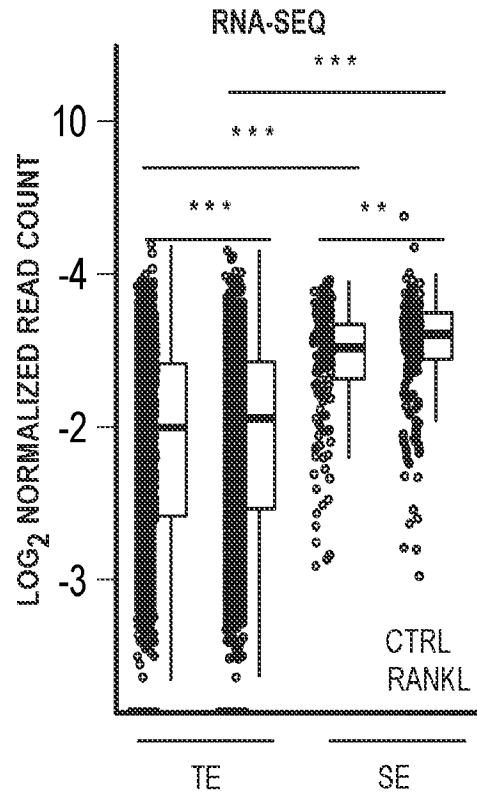 RNA-SEQ
***
***
***
**
10
-4
-2
-3
LOG2 NORMALIZED READ COUNT
CTRL
RANKL
TE
SE